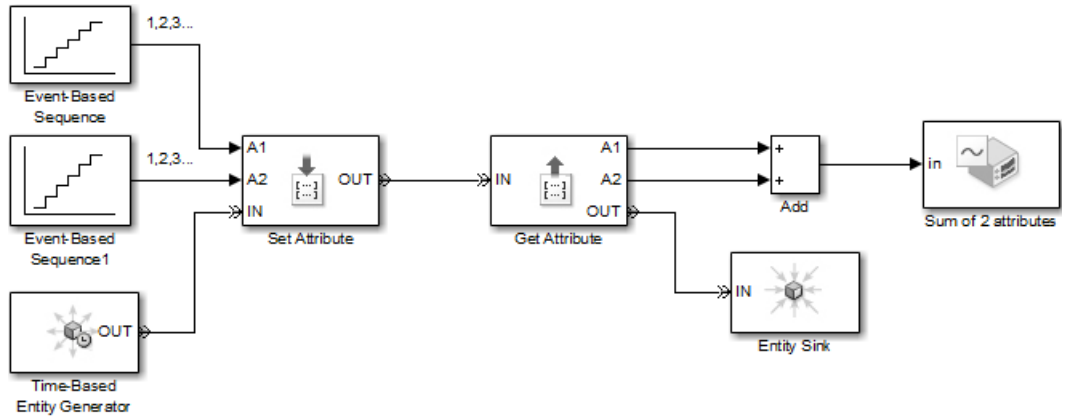 1,2,3...
Event-Based
Sequence
1,2,3...
Event-Based
Sequence1
OUT
Time-Based
Entity Generator
A1
A2
IN
OUT
Set Attribute
IN
A1
A2
OUT
Get Attribute
+
+
Add
in
Sum of 2 attributes
IN
Entity Sink